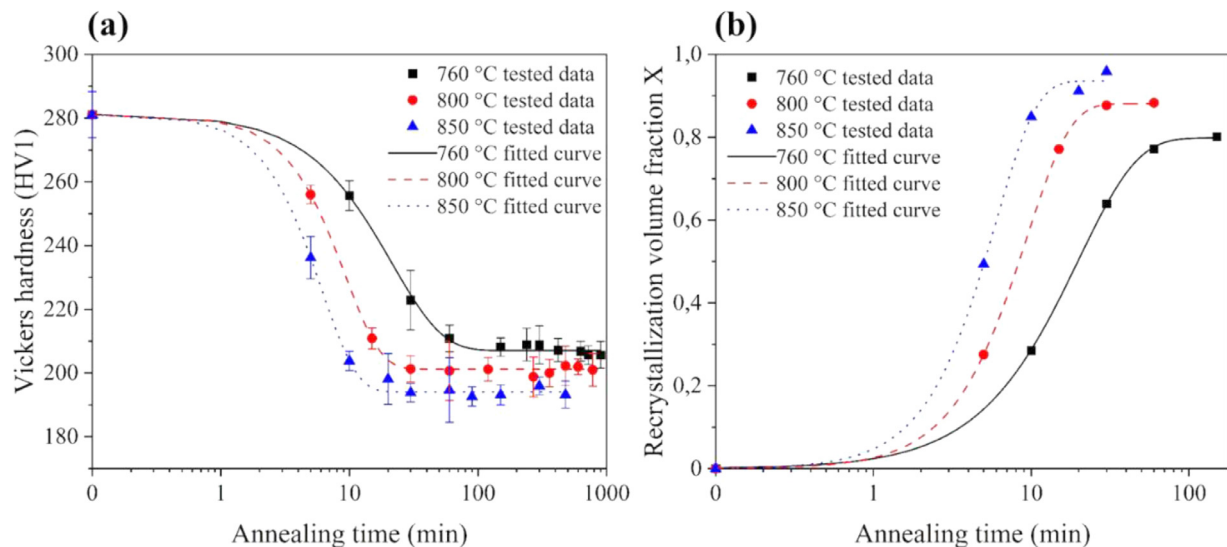 (a)
Vickers hardness (HV1)
300
280
260
240
220
200
180
760 °C tested data
800 °C tested data
850 °C tested data
760 °C fitted curve
800 °C fitted curve
850 °C fitted curve
0 1 10 100 1000
Annealing time (min)
(b)
Recrystallization volume fraction X
1,0
0,8
0,6
0,4
0,2
0
760 °C tested data
800 °C tested data
850 °C tested data
760 °C fitted curve
800 °C fitted curve
850 °C fitted curve
0 1 10 100
Annealing time (min)